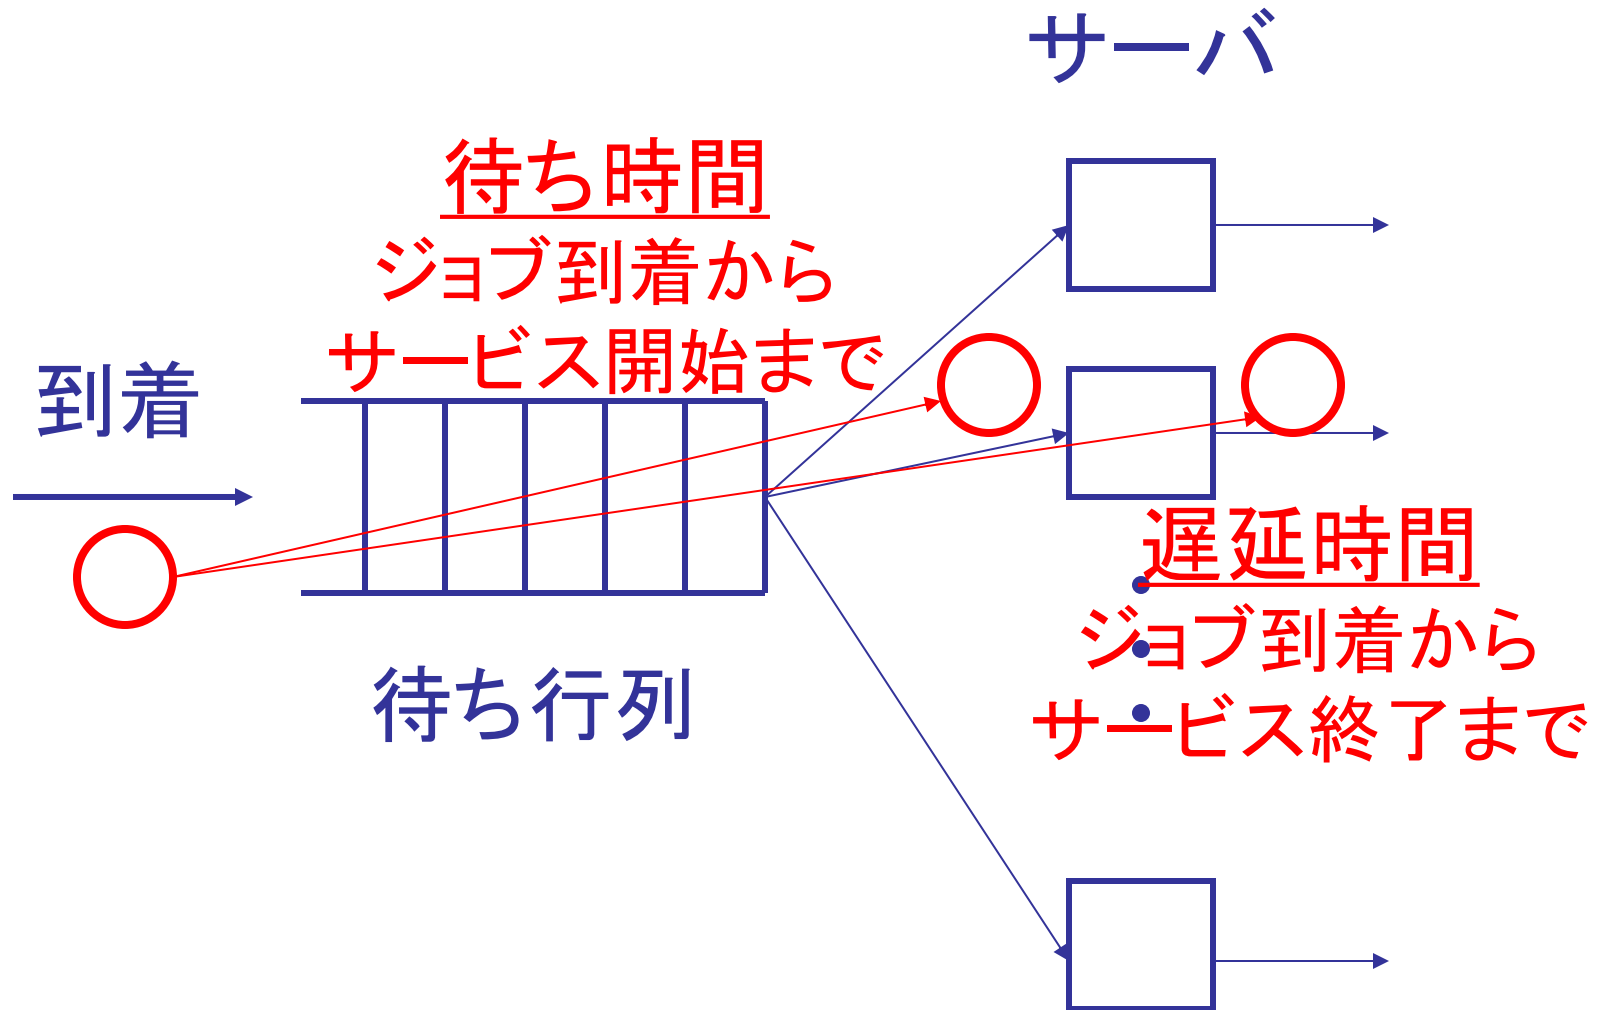 サーバ
待ち時間
ジョブ到着から
サービス開始まで
到着
遅延時間
ジョブ到着から
サービス終了まで
待ち行列